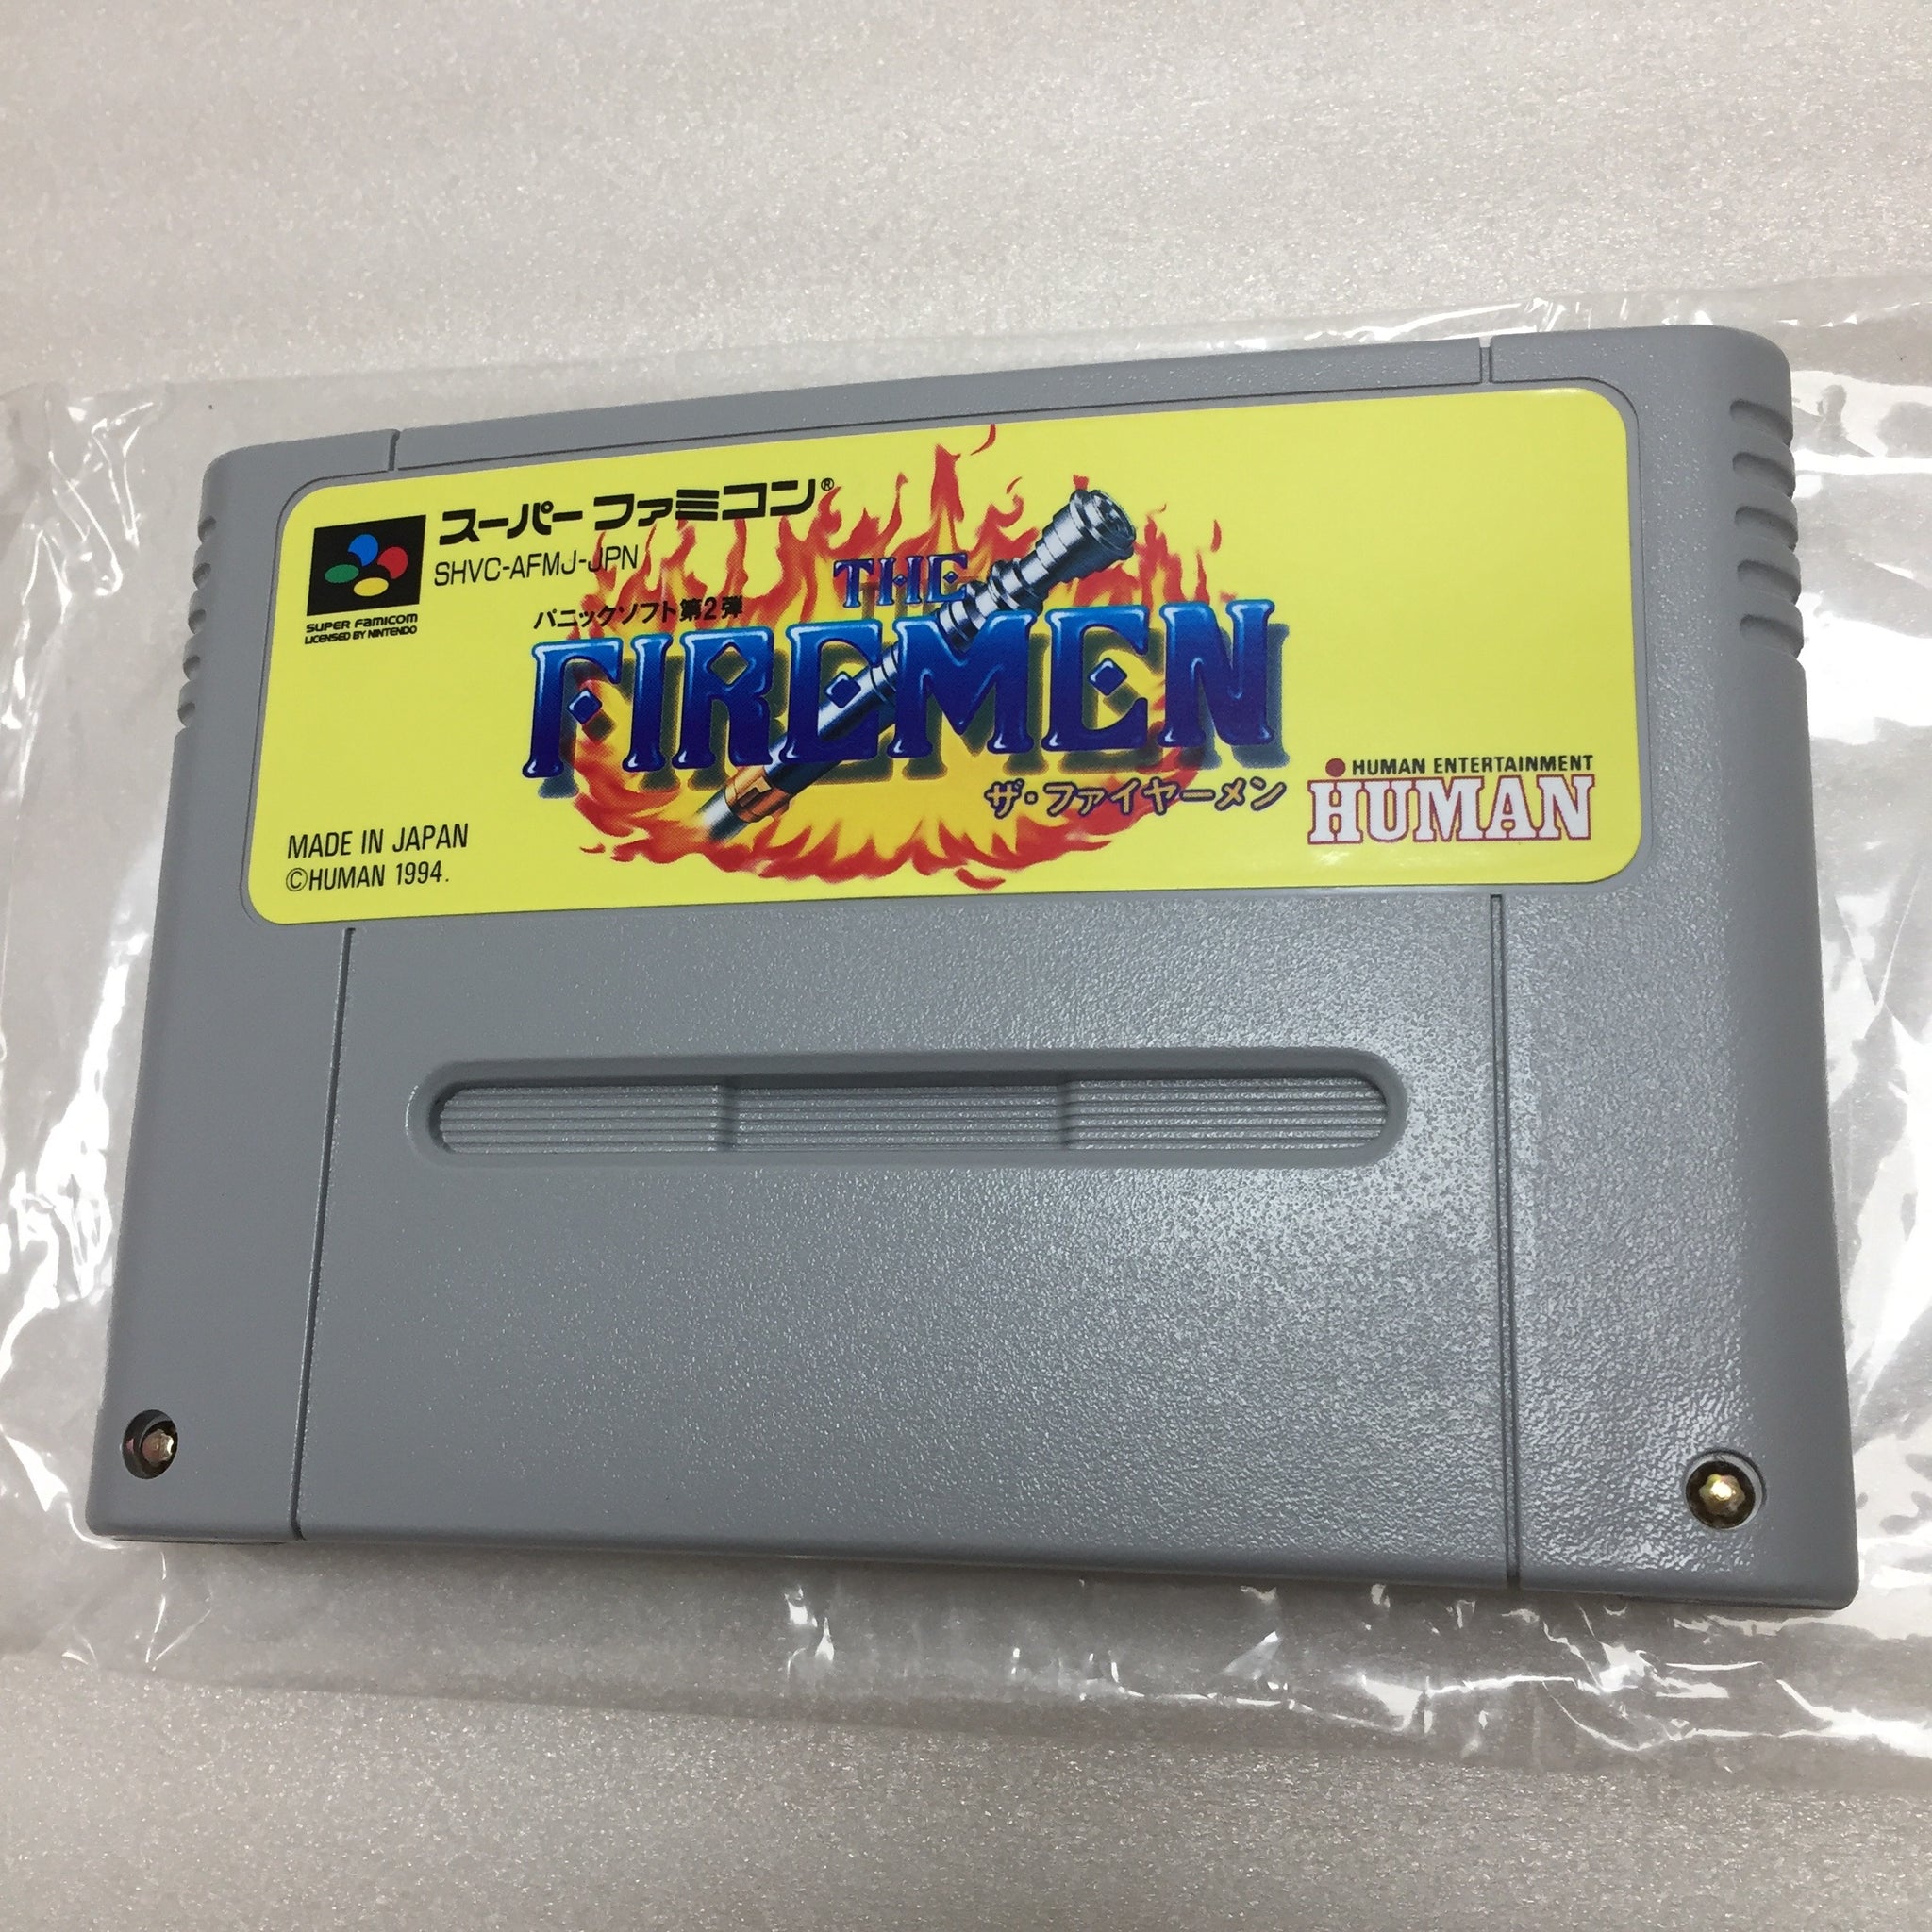 スーパーファミコン®
SHVC-AFMJ-JPN
SUPER FAMICOM
LICENSED BY NINTENDO
パニックソフト第2弾
THE
FIREMEN
ザ・ファイヤーメン
HUMAN ENTERTAINMENT
HUMAN
MADE IN JAPAN
©HUMAN 1994.